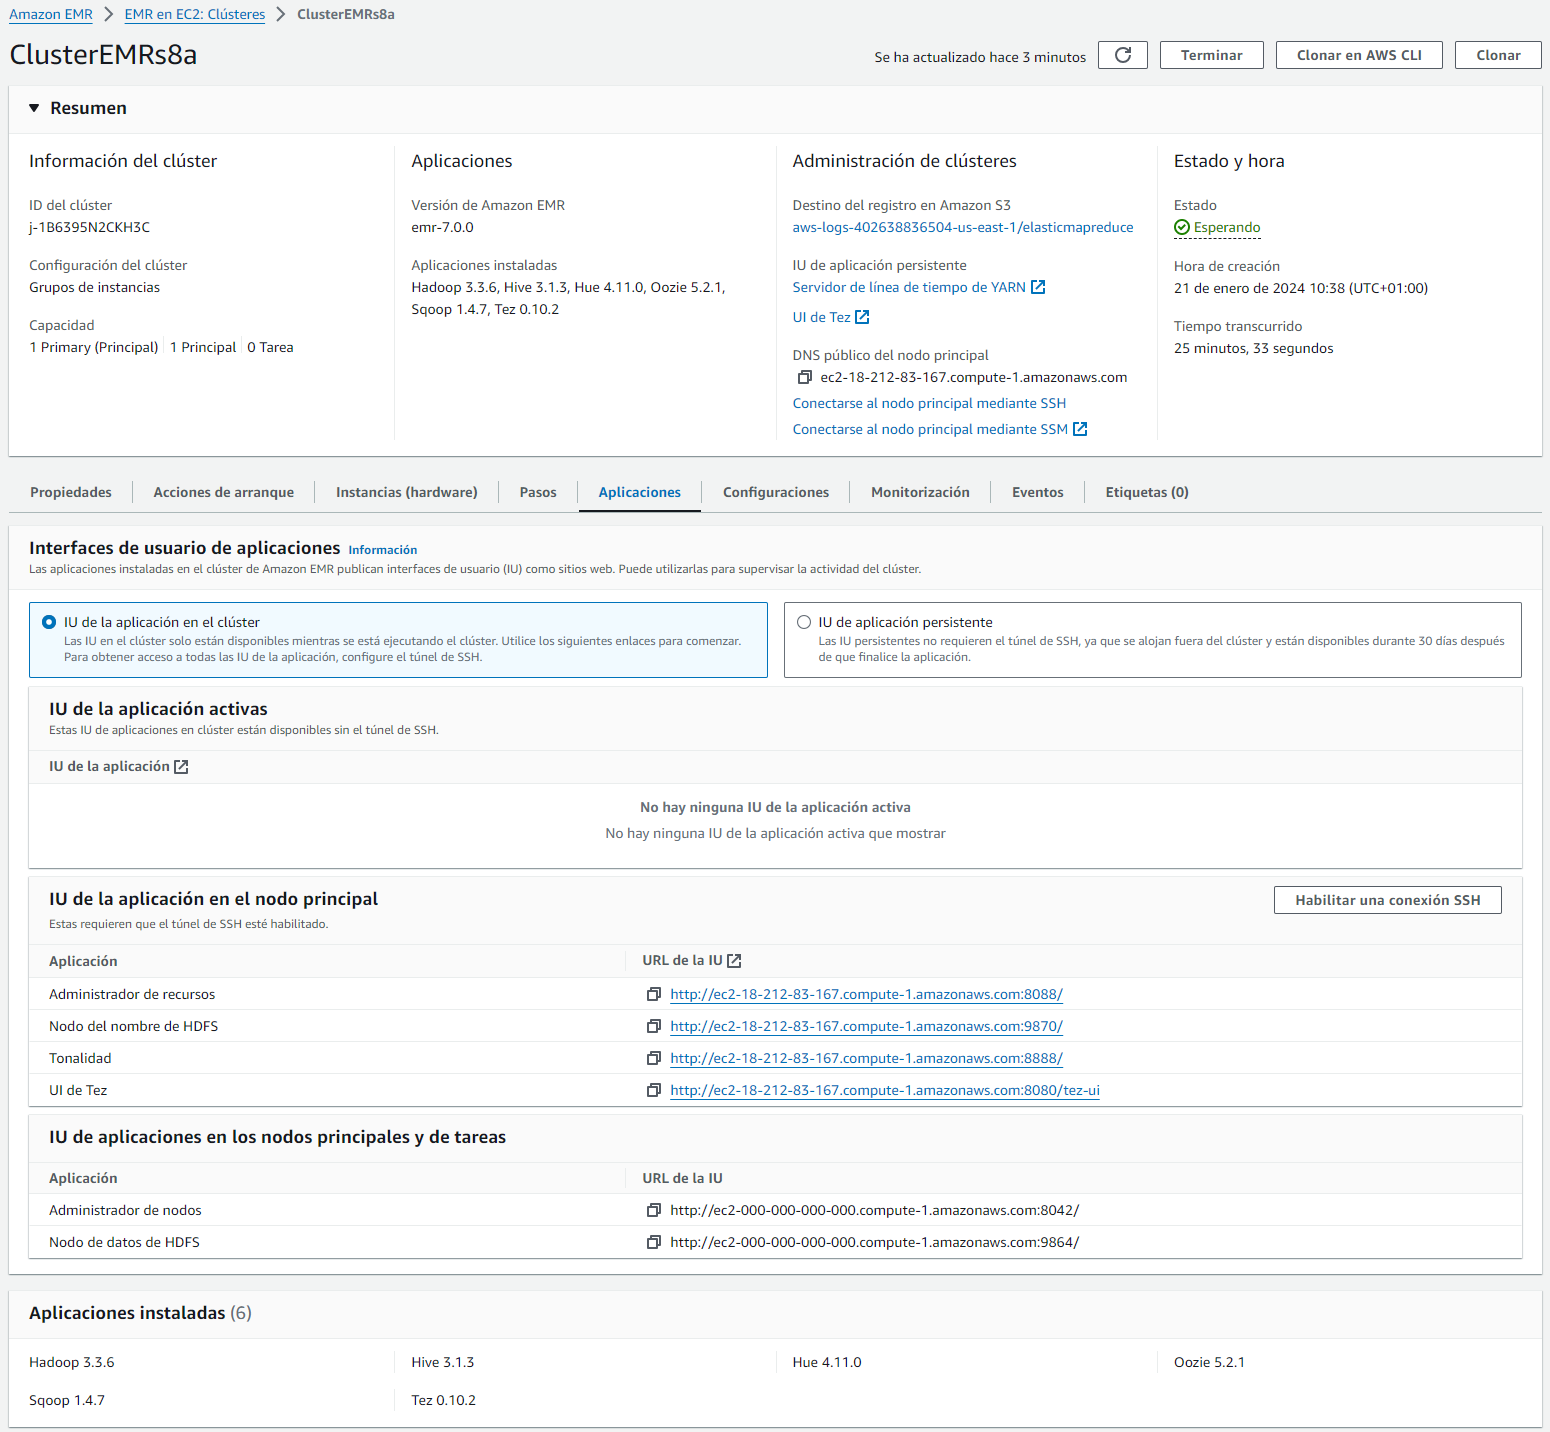 Amazon EMR > EMR en EC2: Clústeres > ClusterEMRs8a
ClusterEMRs8a
Se ha actualizado hace 3 minutos
Terminar
Clonar en AWS CLI
Clonar
Resumen
Información del clúster
ID del clúster
j-1B6395N2CKH3C
Configuración del clúster
Grupos de instancias
Capacidad
1 Primary (Principal) 1 Principal 0 Tarea
Aplicaciones
Versión de Amazon EMR
emr-7.0.0
Aplicaciones instaladas
Hadoop 3.3.6, Hive 3.1.3, Hue 4.11.0, Oozie 5.2.1,
Sqoop 1.4.7, Tez 0.10.2
Administración de clústeres
Destino del registro en Amazon S3
aws-logs-402638836504-us-east-1/elasticmapreduce
IU de aplicación persistente
Servidor de línea de tiempo de YARN
UI de Tez
DNS público del nodo principal
ec2-18-212-83-167.compute-1.amazonaws.com
Conectarse al nodo principal mediante SSH
Conectarse al nodo principal mediante SSM
Estado y hora
Estado
Esperando
Hora de creación
21 de enero de 2024 10:38 (UTC+01:00)
Tiempo transcurrido
25 minutos, 33 segundos
Propiedades
Acciones de arranque
Instancias (hardware)
Pasos
Aplicaciones
Configuraciones
Monitorización
Eventos
Etiquetas (0)
Interfaces de usuario de aplicaciones Información
Las aplicaciones instaladas en el clúster de Amazon EMR publican interfaces de usuario (IU) como sitios web. Puede utilizarlas para supervisar la actividad del clúster.
IU de la aplicación en el clúster
Las IU en el clúster solo están disponibles mientras se está ejecutando el clúster. Utilice los siguientes enlaces para comenzar.
Para obtener acceso a todas las IU de la aplicación, configure el túnel de SSH.
IU de aplicación persistente
Las IU persistentes no requieren el túnel de SSH, ya que se alojan fuera del clúster y están disponibles durante 30 días después
de que finalice la aplicación.
IU de la aplicación activas
Estas IU de aplicaciones en clúster están disponibles sin el túnel de SSH.
IU de la aplicación
No hay ninguna IU de la aplicación activa
No hay ninguna IU de la aplicación activa que mostrar
IU de la aplicación en el nodo principal
Estas requieren que el túnel de SSH esté habilitado.
Habilitar una conexión SSH
Aplicación URL de la IU
Administrador de recursos http://ec2-18-212-83-167.compute-1.amazonaws.com:8088/
Nodo del nombre de HDFS http://ec2-18-212-83-167.compute-1.amazonaws.com:9870/
Tonalidad http://ec2-18-212-83-167.compute-1.amazonaws.com:8888/
UI de Tez http://ec2-18-212-83-167.compute-1.amazonaws.com:8080/tez-ui
IU de aplicaciones en los nodos principales y de tareas
Aplicación URL de la IU
Administrador de nodos http://ec2-000-000-000-000.compute-1.amazonaws.com:8042/
Nodo de datos de HDFS http://ec2-000-000-000-000.compute-1.amazonaws.com:9864/
Aplicaciones instaladas (6)
Hadoop 3.3.6 Hive 3.1.3 Hue 4.11.0 Oozie 5.2.1
Sqoop 1.4.7 Tez 0.10.2